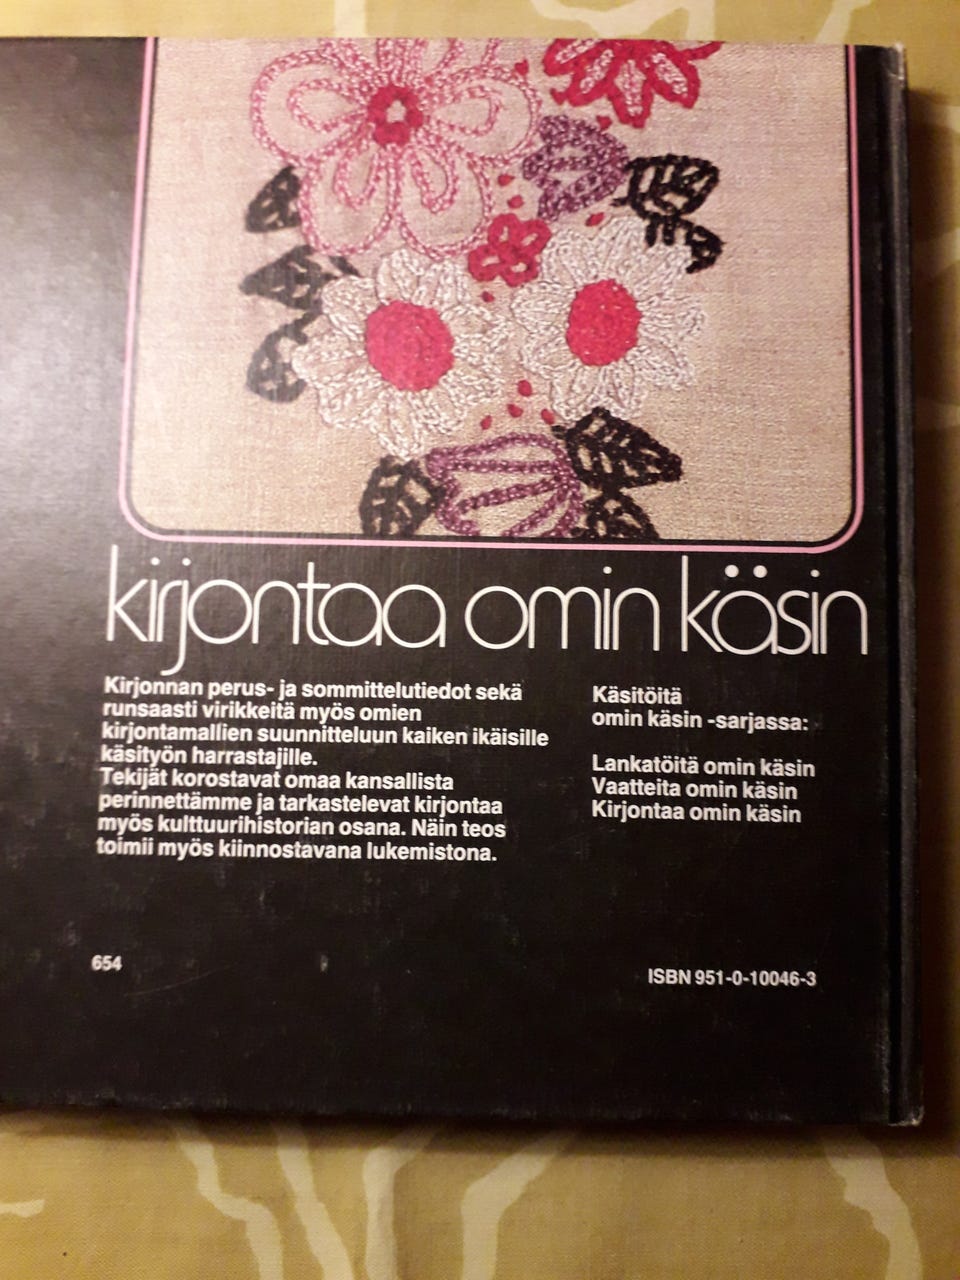 kirjontaa omin käsin
Kirjonnan perus- ja sommittelutiedot sekä
runsaasti virikkeitä myös omien
kirjontamallien suunnitteluun kaiken ikäisille
käsityön harrastajille.
Tekijät korostavat omaa kansallista
perinnettämme ja tarkastelevat kirjontaa
myös kulttuurihistorian osana. Näin teos
toimii myös kiinnostavana lukemistona.
Käsitöitä
omin käsin -sarjassa:
Lankatöitä omin käsin
Vaatteita omin käsin
Kirjontaa omin käsin
654
ISBN 951-0-10046-3